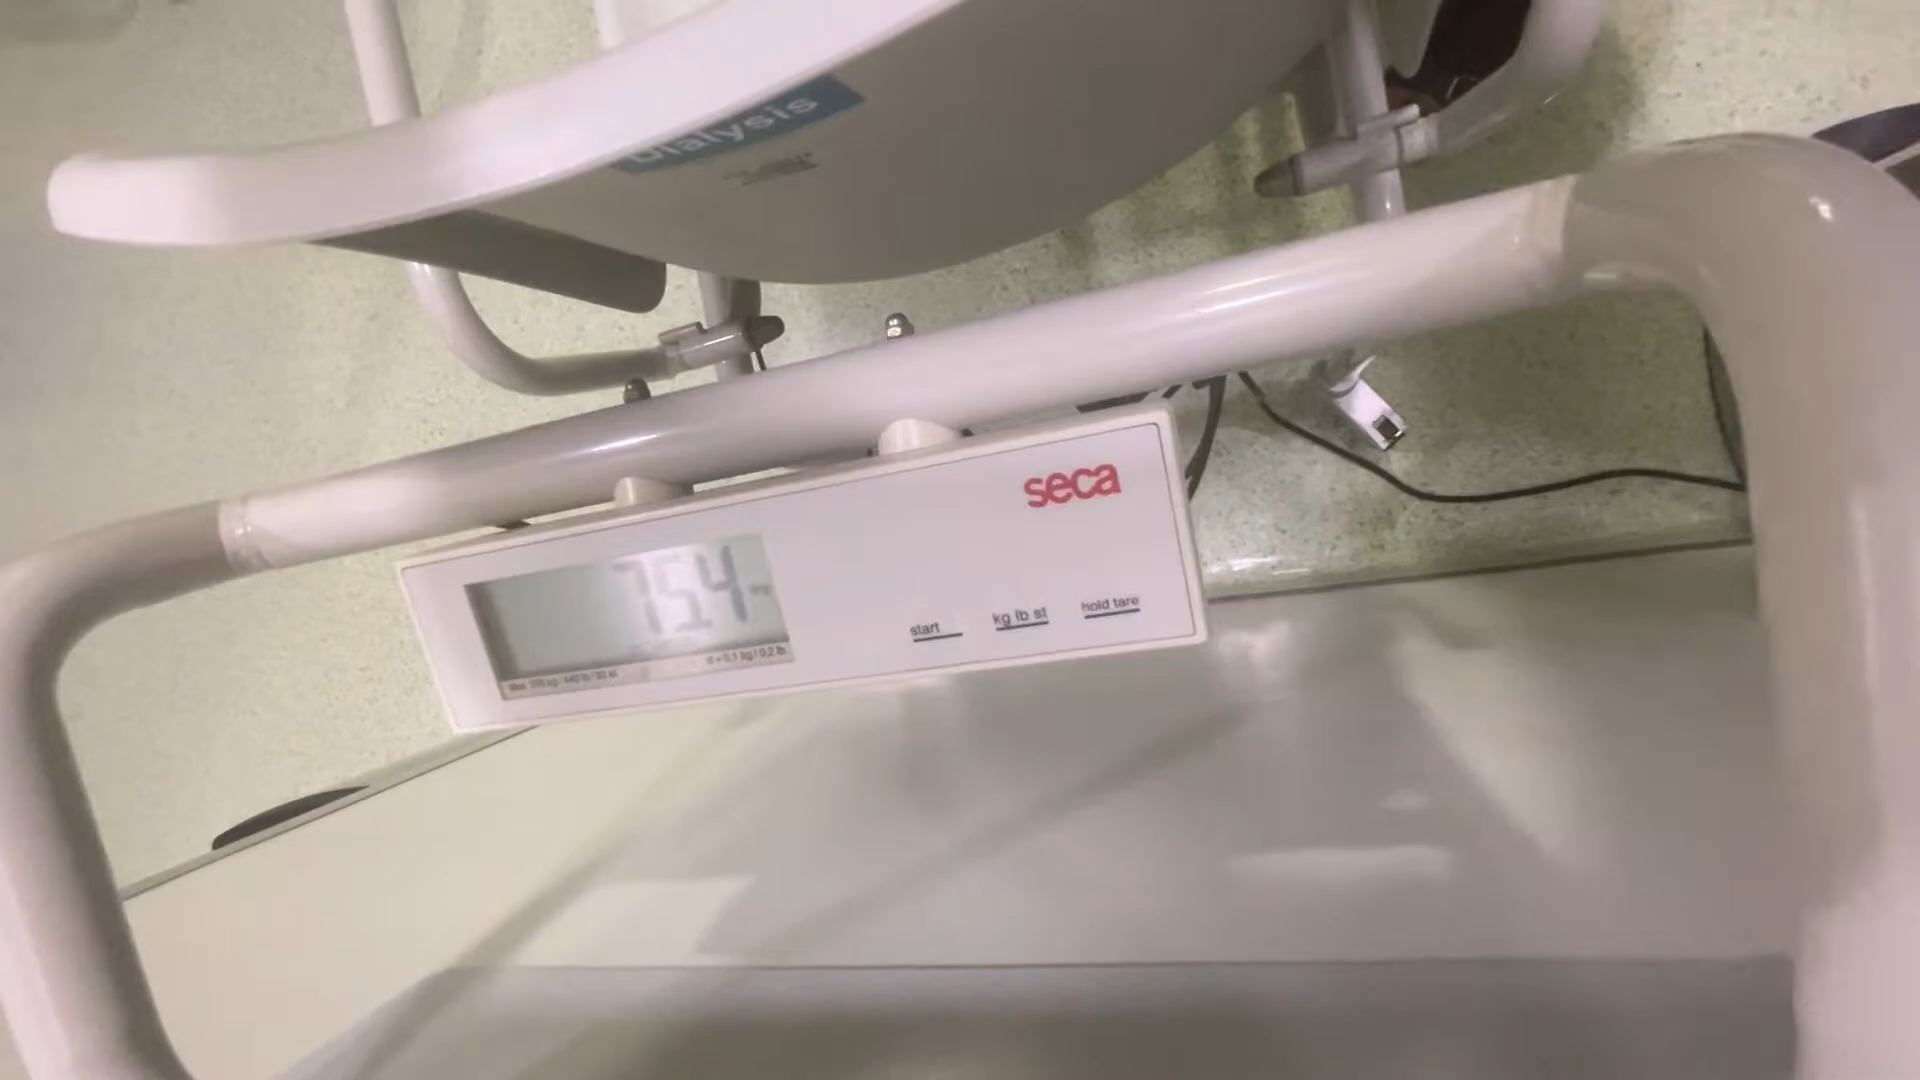 Dialysis
seca
75.4 kg
start
kg lb st
hold tare
d=0,1 kg / 0,2 lb